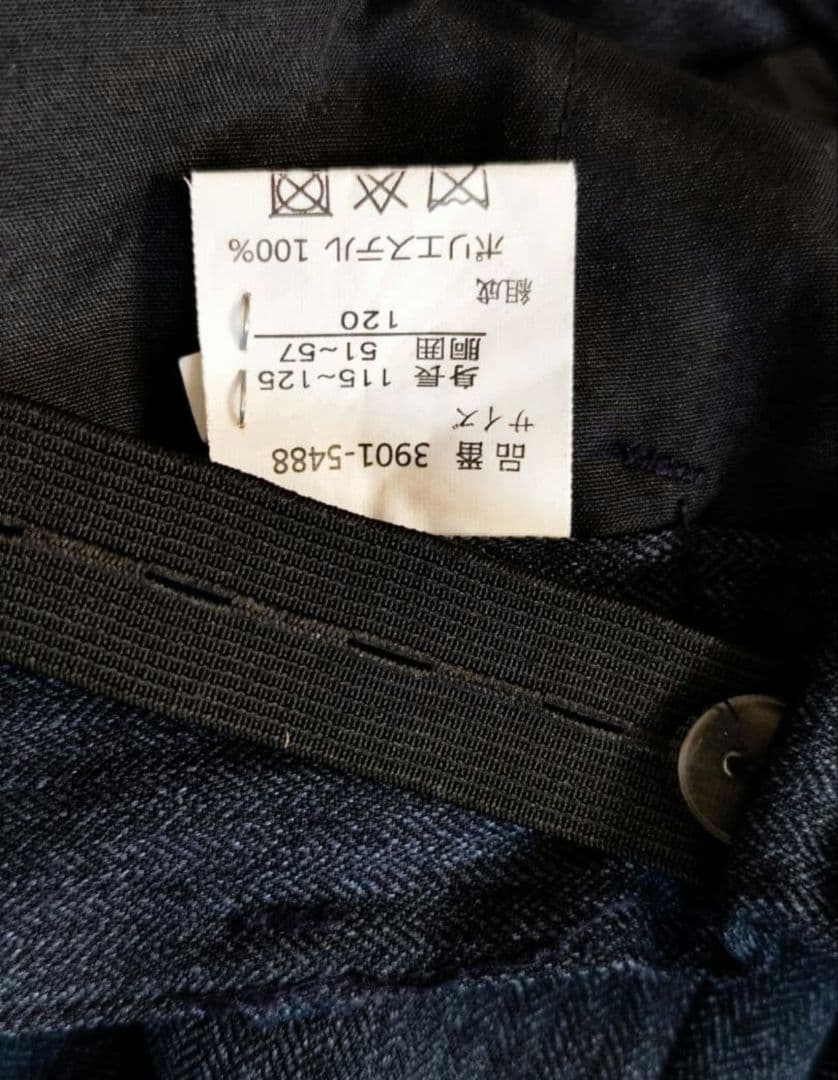 品番 3901-5488
サイズ
身長 115~125
胴囲 51~57
120
組成
ポリエステル 100%